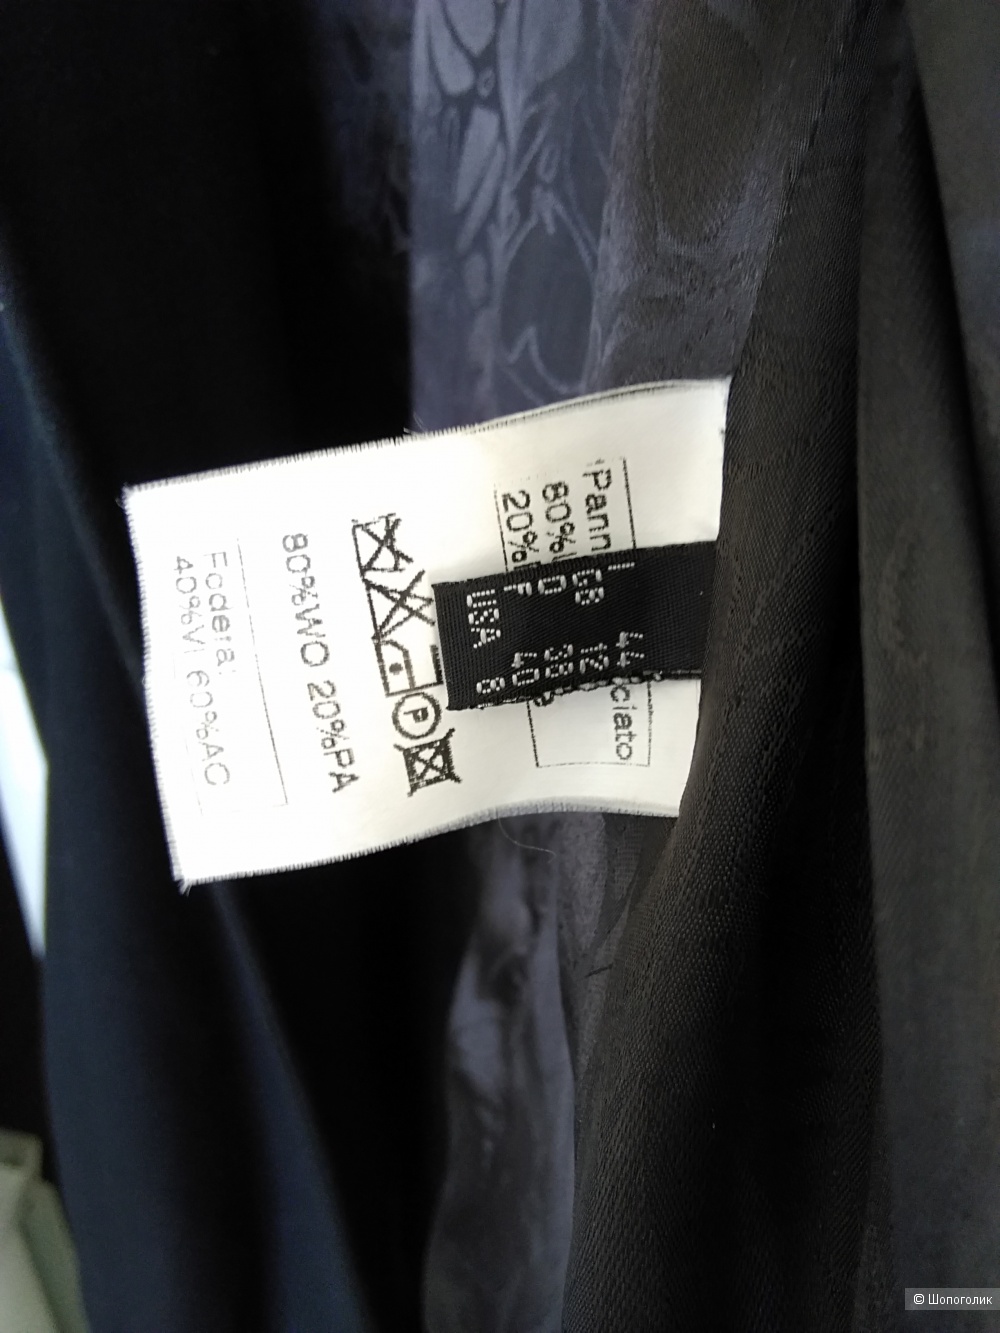 I 44
GB 12
D 38
F 40
USA 8
"Pann
ciato
80%
20%
80%WO 20%PA
Fodera:
40%VI 60%AC
P
© Шопоголик